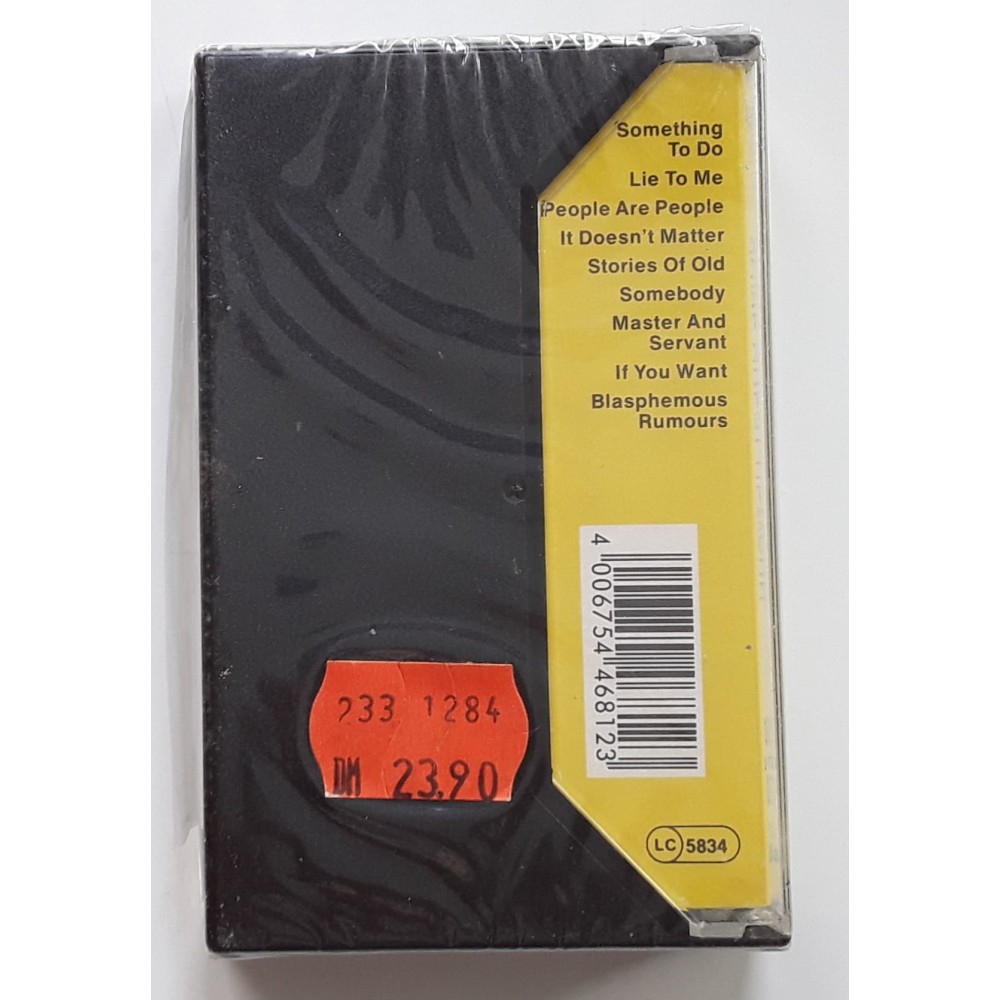 Something
To Do
Lie To Me
People Are People
It Doesn't Matter
Stories Of Old
Somebody
Master And
Servant
If You Want
Blasphemous
Rumours
4 006754 468123
LC 5834
233 1284
DM 23.90